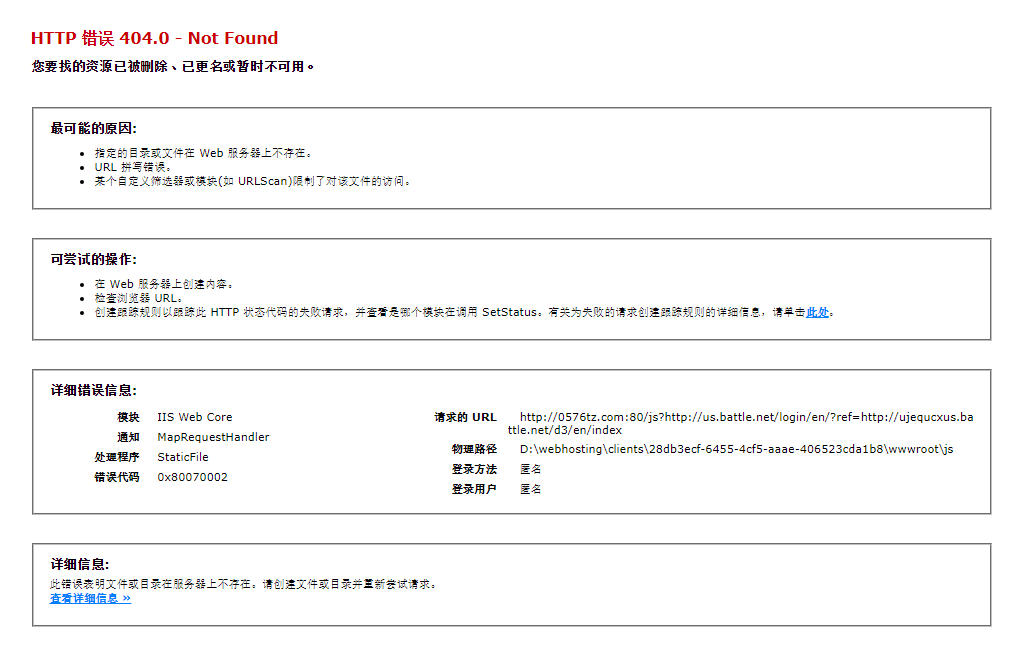 HTTP 错误 404.0 - Not Found
您要找的资源已被删除、已更名或暂时不可用。
最可能的原因:
指定的目录或文件在 Web 服务器上不存在。
URL 拼写错误。
某个自定义筛选器或模块(如 URLScan)限制了对该文件的访问。
可尝试的操作:
在 Web 服务器上创建内容。
检查浏览器 URL。
创建跟踪规则以跟踪此 HTTP 状态代码的失败请求，并查看是哪个模块在调用 SetStatus。有关为失败的请求创建跟踪规则的详细信息，请单击此处。
详细错误信息:
模块 IIS Web Core
通知 MapRequestHandler
处理程序 StaticFile
错误代码 0x80070002
请求的 URL http://0576tz.com:80/js?http://us.battle.net/login/en/?ref=http://ujequcxus.ba
ttle.net/d3/en/index
物理路径 D:\webhosting\clients\28db3ecf-6455-4cf5-aaae-406523cda1b8\wwwroot\js
登录方法 匿名
登录用户 匿名
详细信息:
此错误表明文件或目录在服务器上不存在。请创建文件或目录并重新尝试请求。
查看详细信息 »